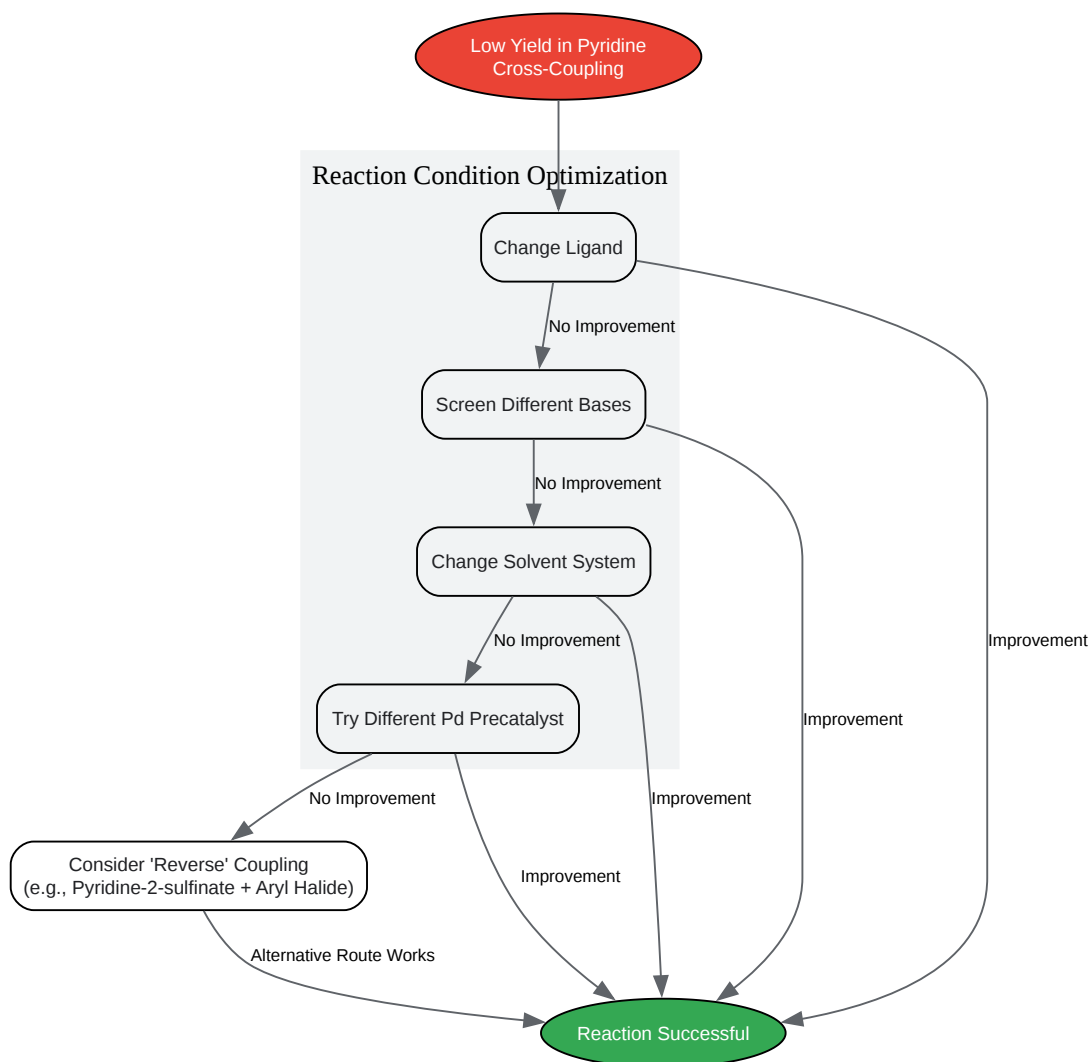 Low Yield in Pyridine
Cross-Coupling
Reaction Condition Optimization
Change Ligand
No Improvement
Screen Different Bases
No Improvement
Change Solvent System
No Improvement
Improvement
Try Different Pd Precatalyst
Improvement
No Improvement
Improvement
Consider 'Reverse' Coupling
(e.g., Pyridine-2-sulfinate + Aryl Halide)
Improvement
Alternative Route Works
Reaction Successful